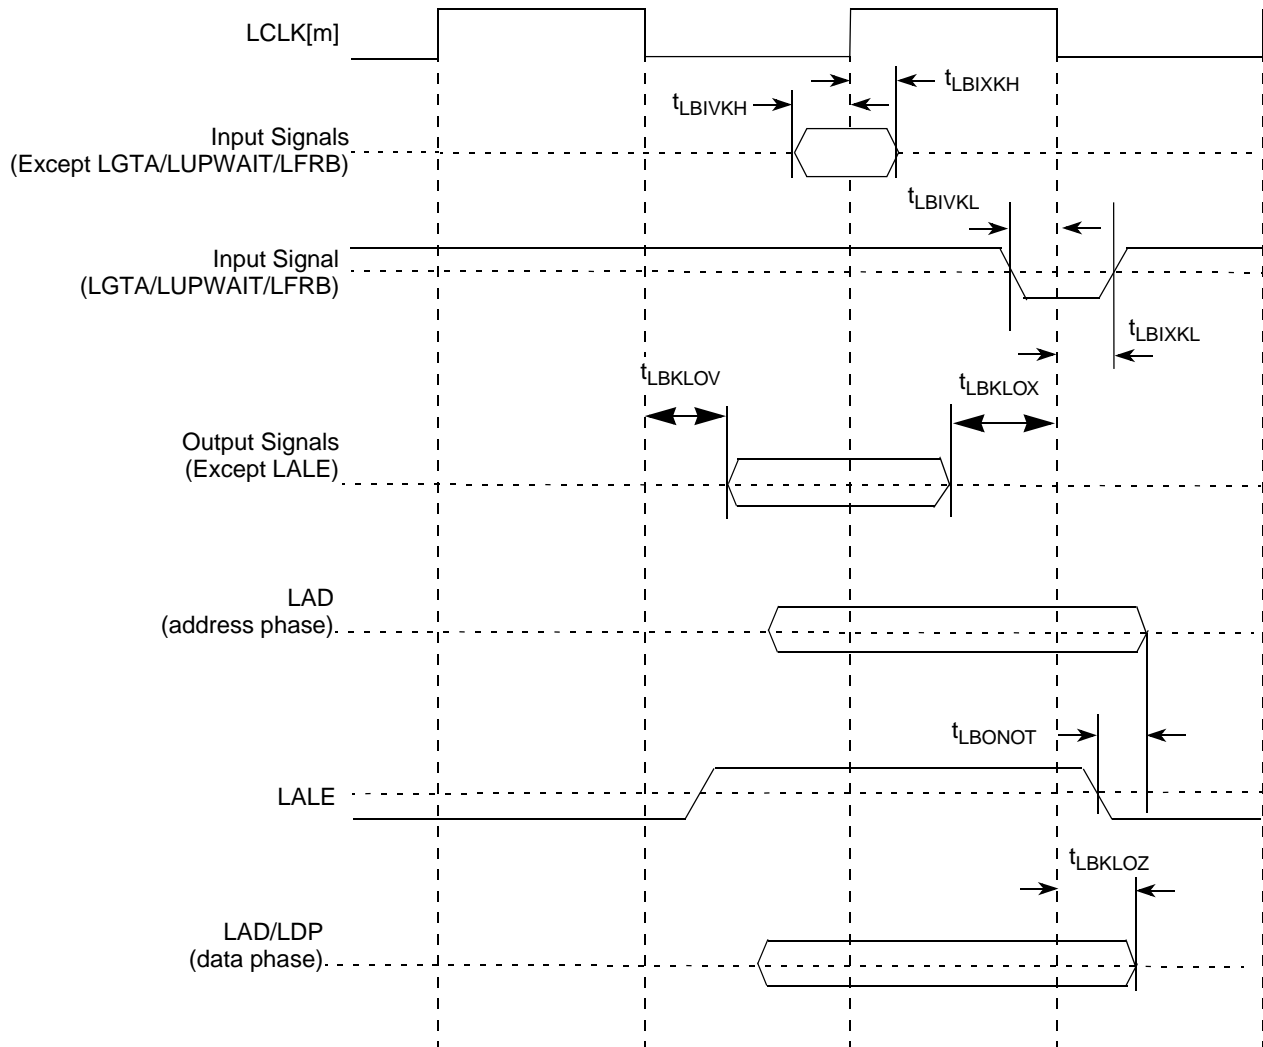 LCLK[m]
tLBIXKH
tLBIVKH
Input Signals
(Except LGTA/LUPWAIT/LFRB)
tLBIVKL
Input Signal
(LGTA/LUPWAIT/LFRB)
tLBIXKL
tLBKLOV
tLBKLOX
Output Signals
(Except LALE)
LAD
(address phase)
tLBONOT
LALE
tLBKLOZ
LAD/LDP
(data phase)